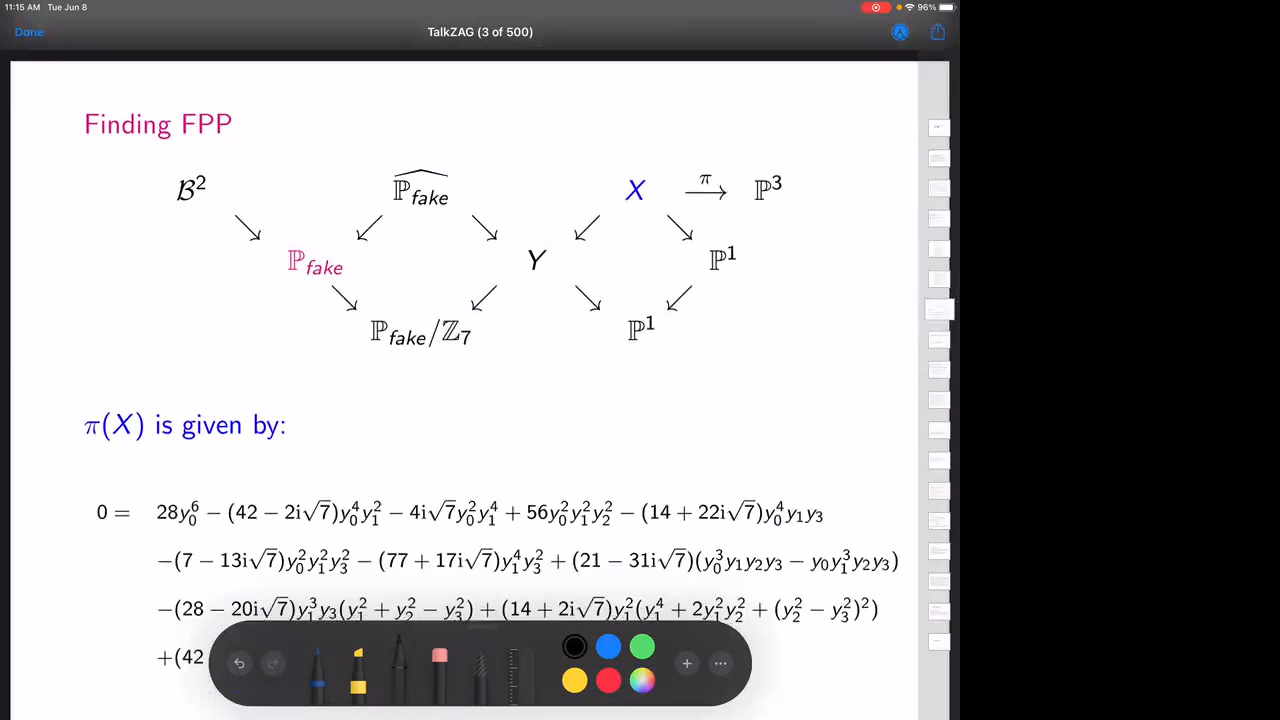 11:15 AM Tue Jun 8 96%
Done TalkZAG (3 of 500)
Finding FPP
ℬ² ℙ̂_fake X π→ ℙ³
ℙ_fake Y ℙ¹
ℙ_fake/ℤ₇ ℙ¹
π(X) is given by:
0 = 28y₀⁶ − (42 − 2i√7)y₀⁴y₁² − 4i√7y₀²y₁⁴ + 56y₀²y₁²y₂² − (14 + 22i√7)y₀⁴y₁y₃
−(7 − 13i√7)y₀²y₁²y₃² − (77 + 17i√7)y₁⁴y₃² + (21 − 31i√7)(y₀³y₁y₂y₃ − y₀y₁³y₂y₃)
−(28 − 20i√7)y₁³y₃(y₁² + y₂² − y₃²) + (14 + 2i√7)y₁²(y₁⁴ + 2y₁²y₂² + (y₂² − y₃²)²)
+(42